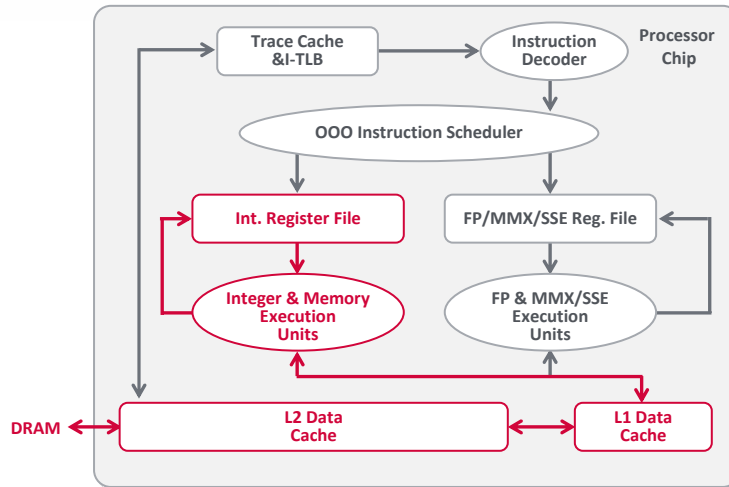 Trace Cache
&I-TLB
Instruction
Decoder
Processor
Chip
OOO Instruction Scheduler
Int. Register File
FP/MMX/SSE Reg. File
Integer & Memory
Execution
Units
FP & MMX/SSE
Execution
Units
DRAM
L2 Data
Cache
L1 Data
Cache